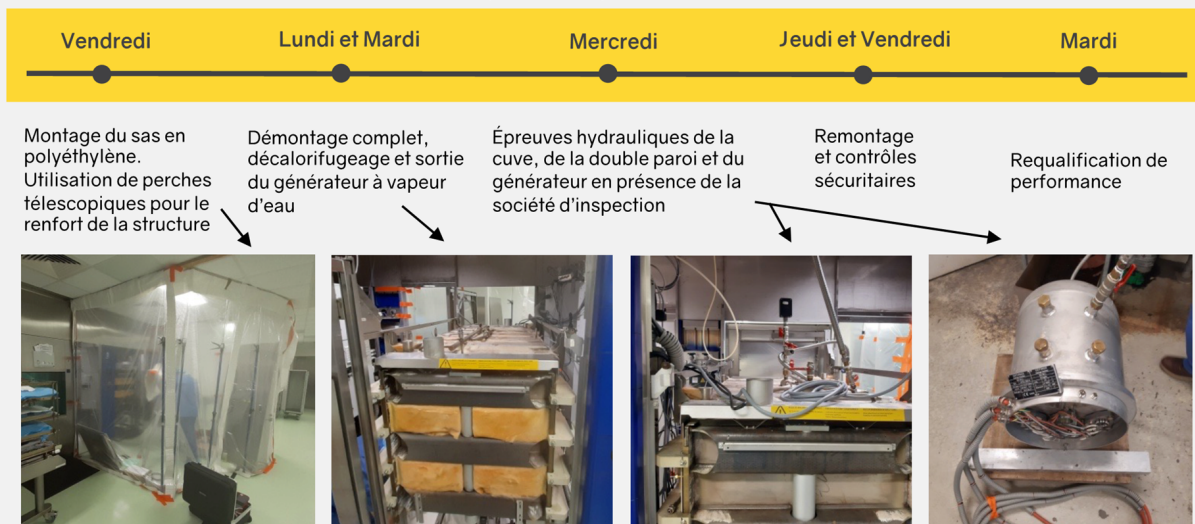 Vendredi
Lundi et Mardi
Mercredi
Jeudi et Vendredi
Mardi
Montage du sas en
polyéthylène.
Utilisation de perches
télescopiques pour le
renfort de la structure
Démontage complet,
décalorifugeage et sortie
du générateur à vapeur
d’eau
Épreuves hydrauliques de la
cuve, de la double paroi et du
générateur en présence de la
société d’inspection
Remontage
et contrôles
sécuritaires
Requalification de
performance